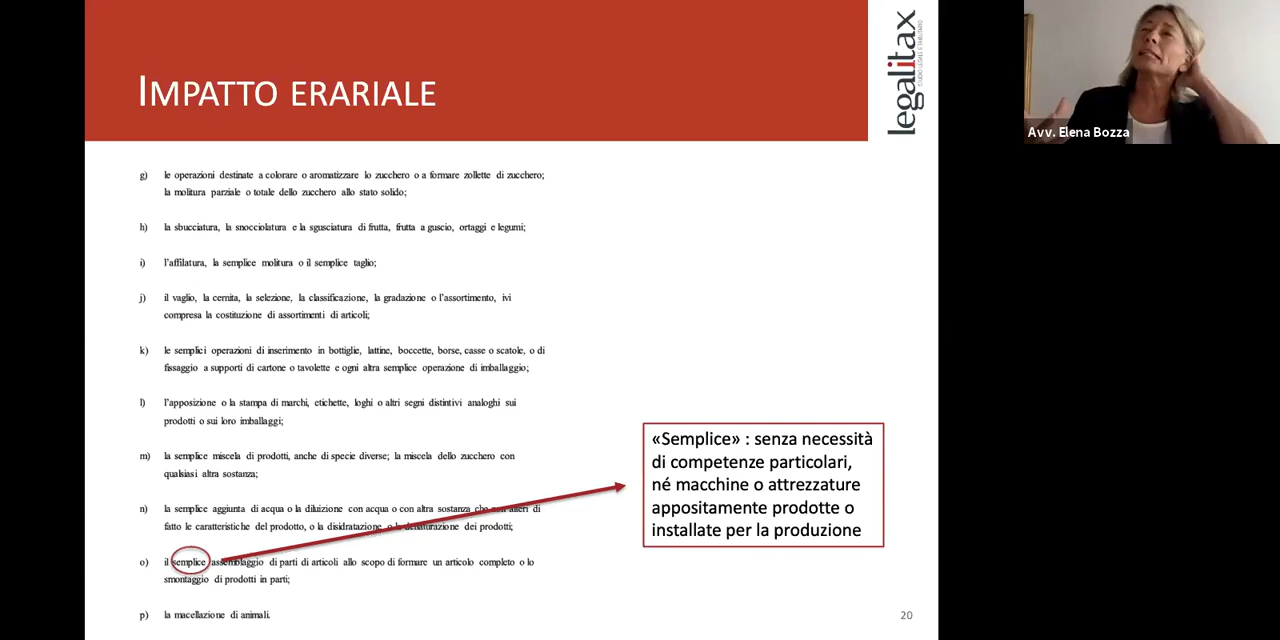 IMPATTO ERARIALE
legalitax
Avv. Elena Bozza
g) le operazioni destinate a colorare o aromatizzare lo zucchero o a formare zollette di zucchero;
la molitura parziale o totale dello zucchero allo stato solido;
h) la sbucciatura, la snocciolatura e la sgusciatura di frutta, frutta a guscio, ortaggi e legumi;
i) l'affilatura, la semplice molitura o il semplice taglio;
j) il vaglio, la cernita, la selezione, la classificazione, la gradazione o l'assortimento, ivi
compresa la costituzione di assortimenti di articoli;
k) le semplici operazioni di inserimento in bottiglie, lattine, boccette, borse, casse o scatole, o di
fissaggio a supporti di cartone o tavolette e ogni altra semplice operazione di imballaggio;
l) l'apposizione o la stampa di marchi, etichette, loghi o altri segni distintivi analoghi sui
prodotti o sui loro imballaggi;
m) la semplice miscela di prodotti, anche di specie diverse; la miscela dello zucchero con
qualsiasi altra sostanza;
n) la semplice aggiunta di acqua o la diluizione con acqua o con altra sostanza che non alteri di
fatto le caratteristiche del prodotto, o la disidratazione o la denaturazione dei prodotti;
o) il semplice assemblaggio di parti di articoli allo scopo di formare un articolo completo o lo
smontaggio di prodotti in parti;
p) la macellazione di animali.
«Semplice» : senza necessità
di competenze particolari,
né macchine o attrezzature
appositamente prodotte o
installate per la produzione
20